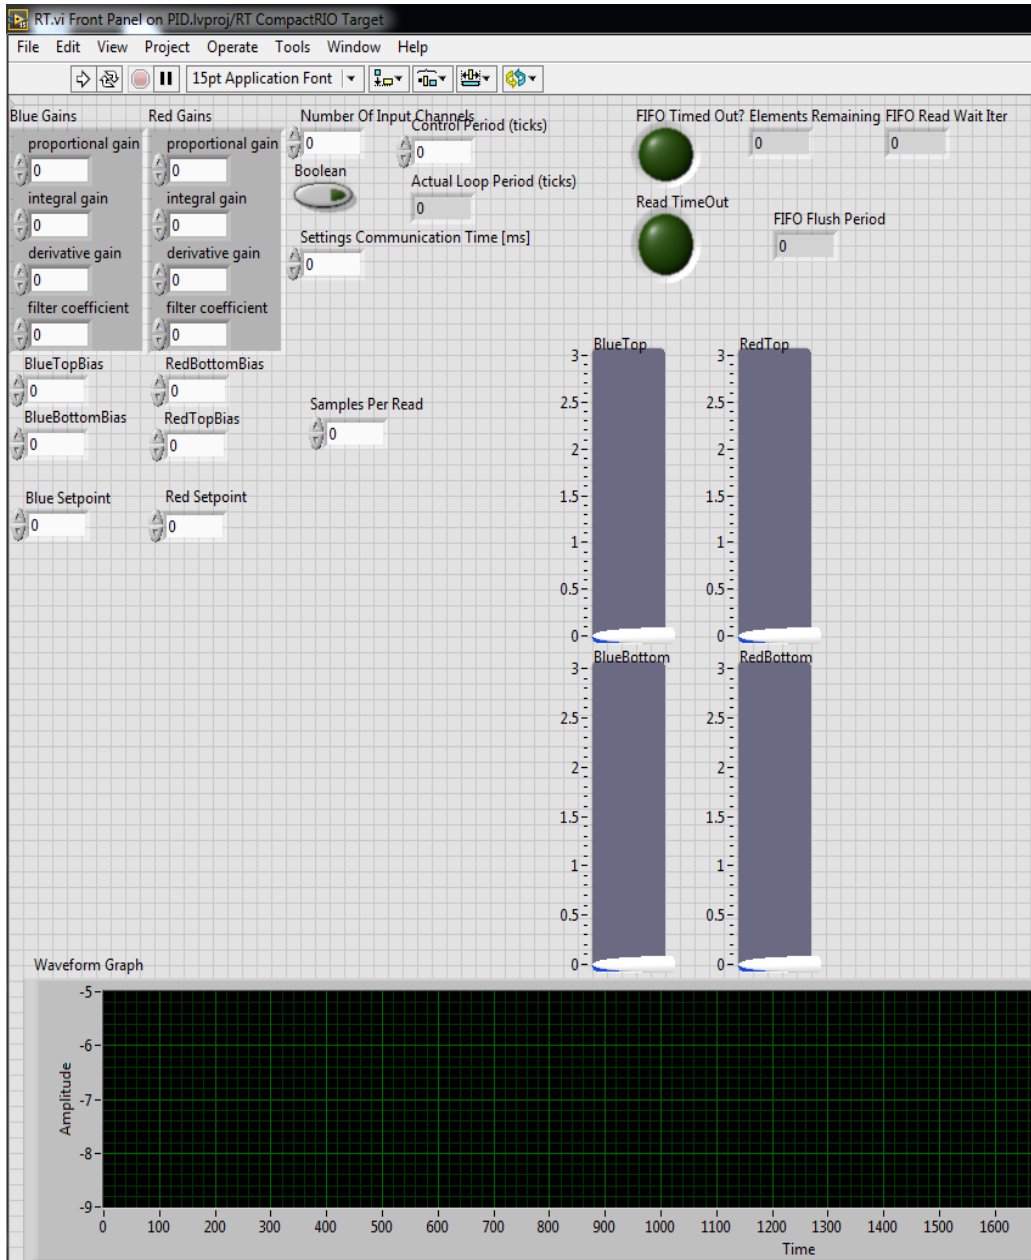 RT.vi Front Panel on PID.lvproj/RT CompactRIO Target
File Edit View Project Operate Tools Window Help
15pt Application Font
Blue Gains
proportional gain
0
integral gain
0
derivative gain
0
filter coefficient
0
BlueTopBias
0
BlueBottomBias
0
Blue Setpoint
0
Red Gains
proportional gain
0
integral gain
0
derivative gain
0
filter coefficient
0
RedBottomBias
0
RedTopBias
0
Red Setpoint
0
Number Of Input Channels
0
Boolean
Control Period (ticks)
0
Actual Loop Period (ticks)
0
Settings Communication Time [ms]
0
Samples Per Read
0
FIFO Timed Out?
Elements Remaining
0
FIFO Read Wait Iter
0
Read TimeOut
FIFO Flush Period
0
BlueTop
3
2.5
2
1.5
1
0.5
0
RedTop
3
2.5
2
1.5
1
0.5
0
BlueBottom
3
2.5
2
1.5
1
0.5
0
RedBottom
3
2.5
2
1.5
1
0.5
0
Waveform Graph
Amplitude
-5
-6
-7
-8
-9
0 100 200 300 400 500 600 700 800 900 1000 1100 1200 1300 1400 1500 1600
Time